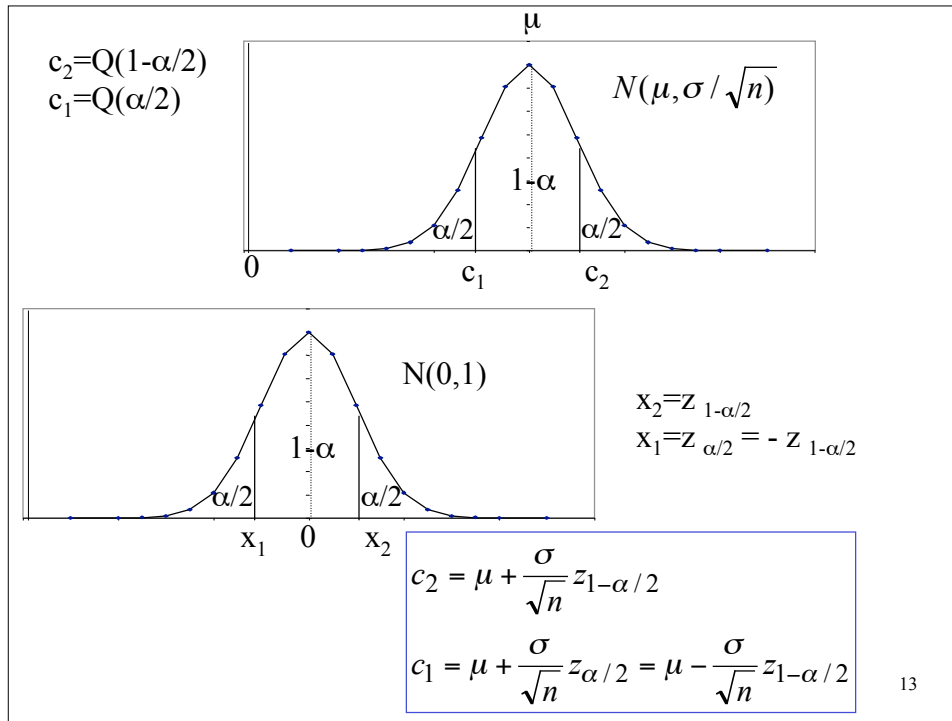 μ
c₂=Q(1-α/2)
c₁=Q(α/2)
N(μ,σ/√n)
1-α
α/2 α/2
0 c₁ c₂
N(0,1)
x₂=z ₁₋α/₂
x₁=z α/₂ = - z ₁₋α/₂
1-α
α/2 α/2
x₁ 0 x₂
c₂ = μ + σ/√n z₁₋α/₂
c₁ = μ + σ/√n zα/₂ = μ − σ/√n z₁₋α/₂
13